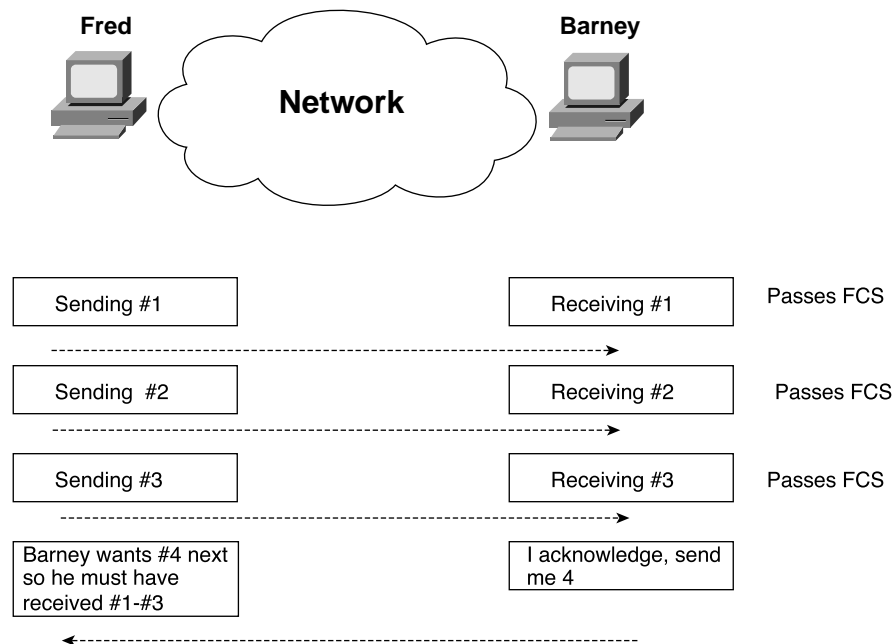 Fred
Barney
Network
Sending #1
Receiving #1
Passes FCS
Sending #2
Receiving #2
Passes FCS
Sending #3
Receiving #3
Passes FCS
Barney wants #4 next
so he must have
received #1-#3
I acknowledge, send
me 4